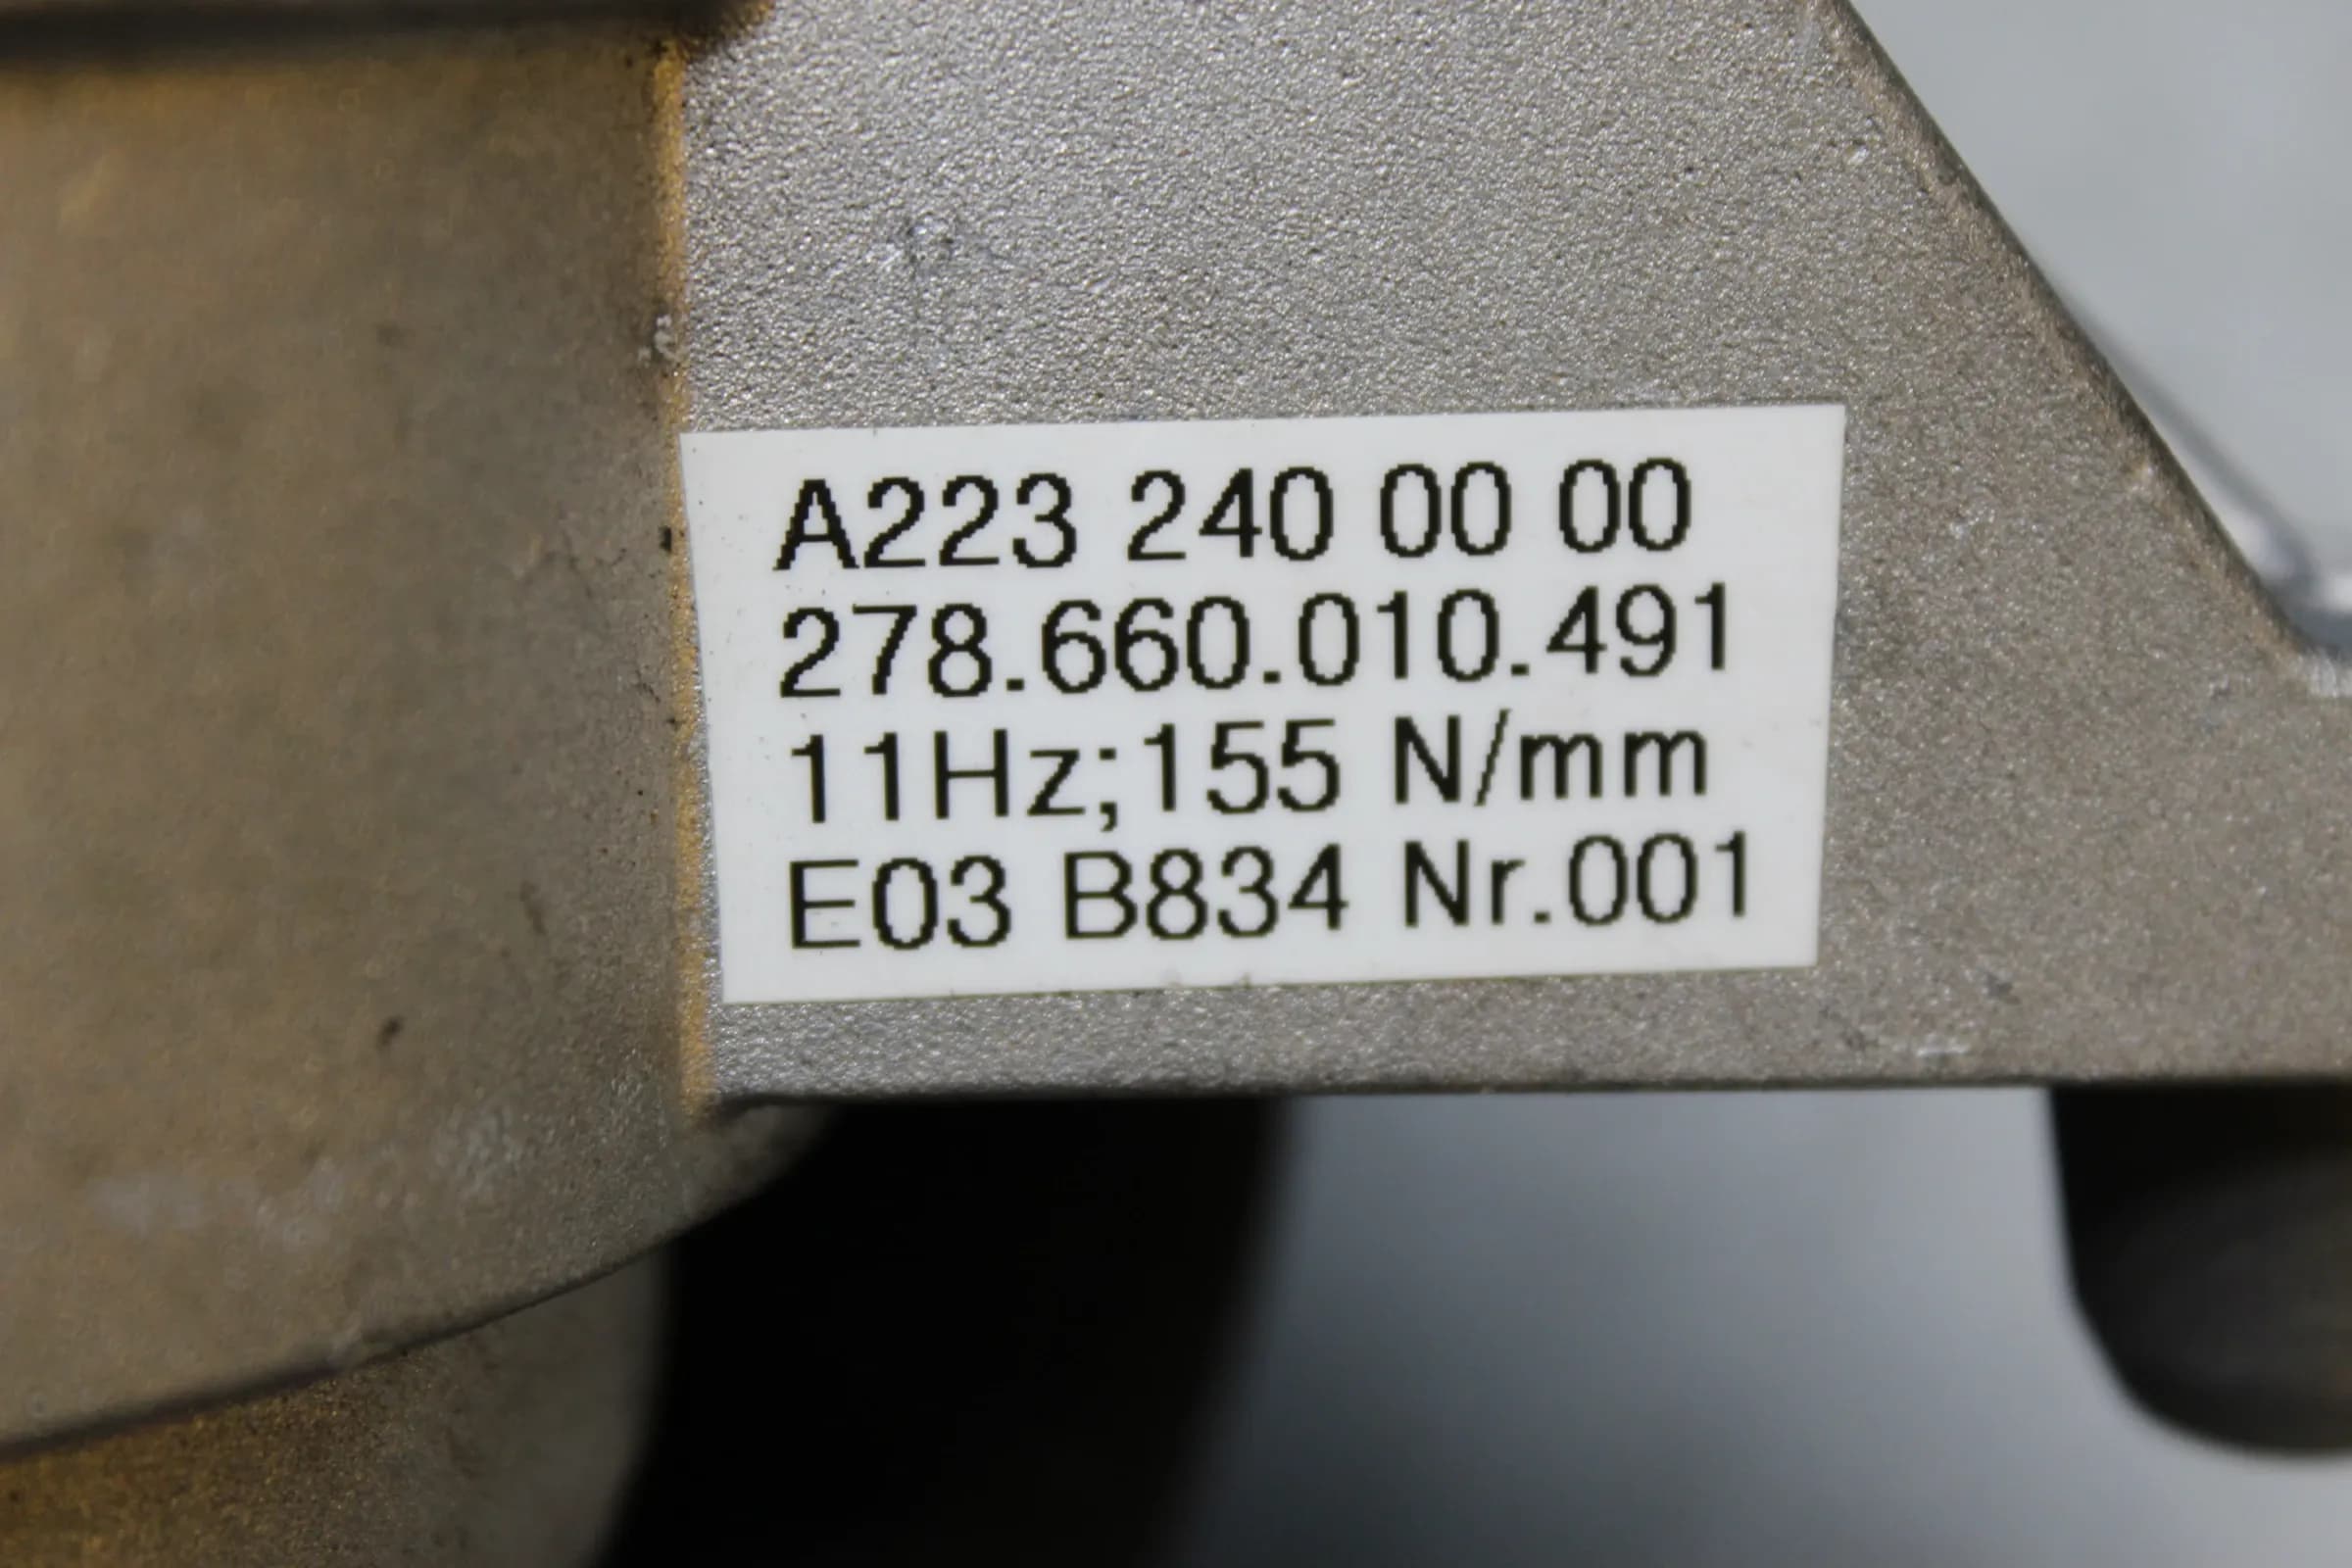 A223 240 00 00
278.660.010.491
11Hz;155 N/mm
E03 B834 Nr.001